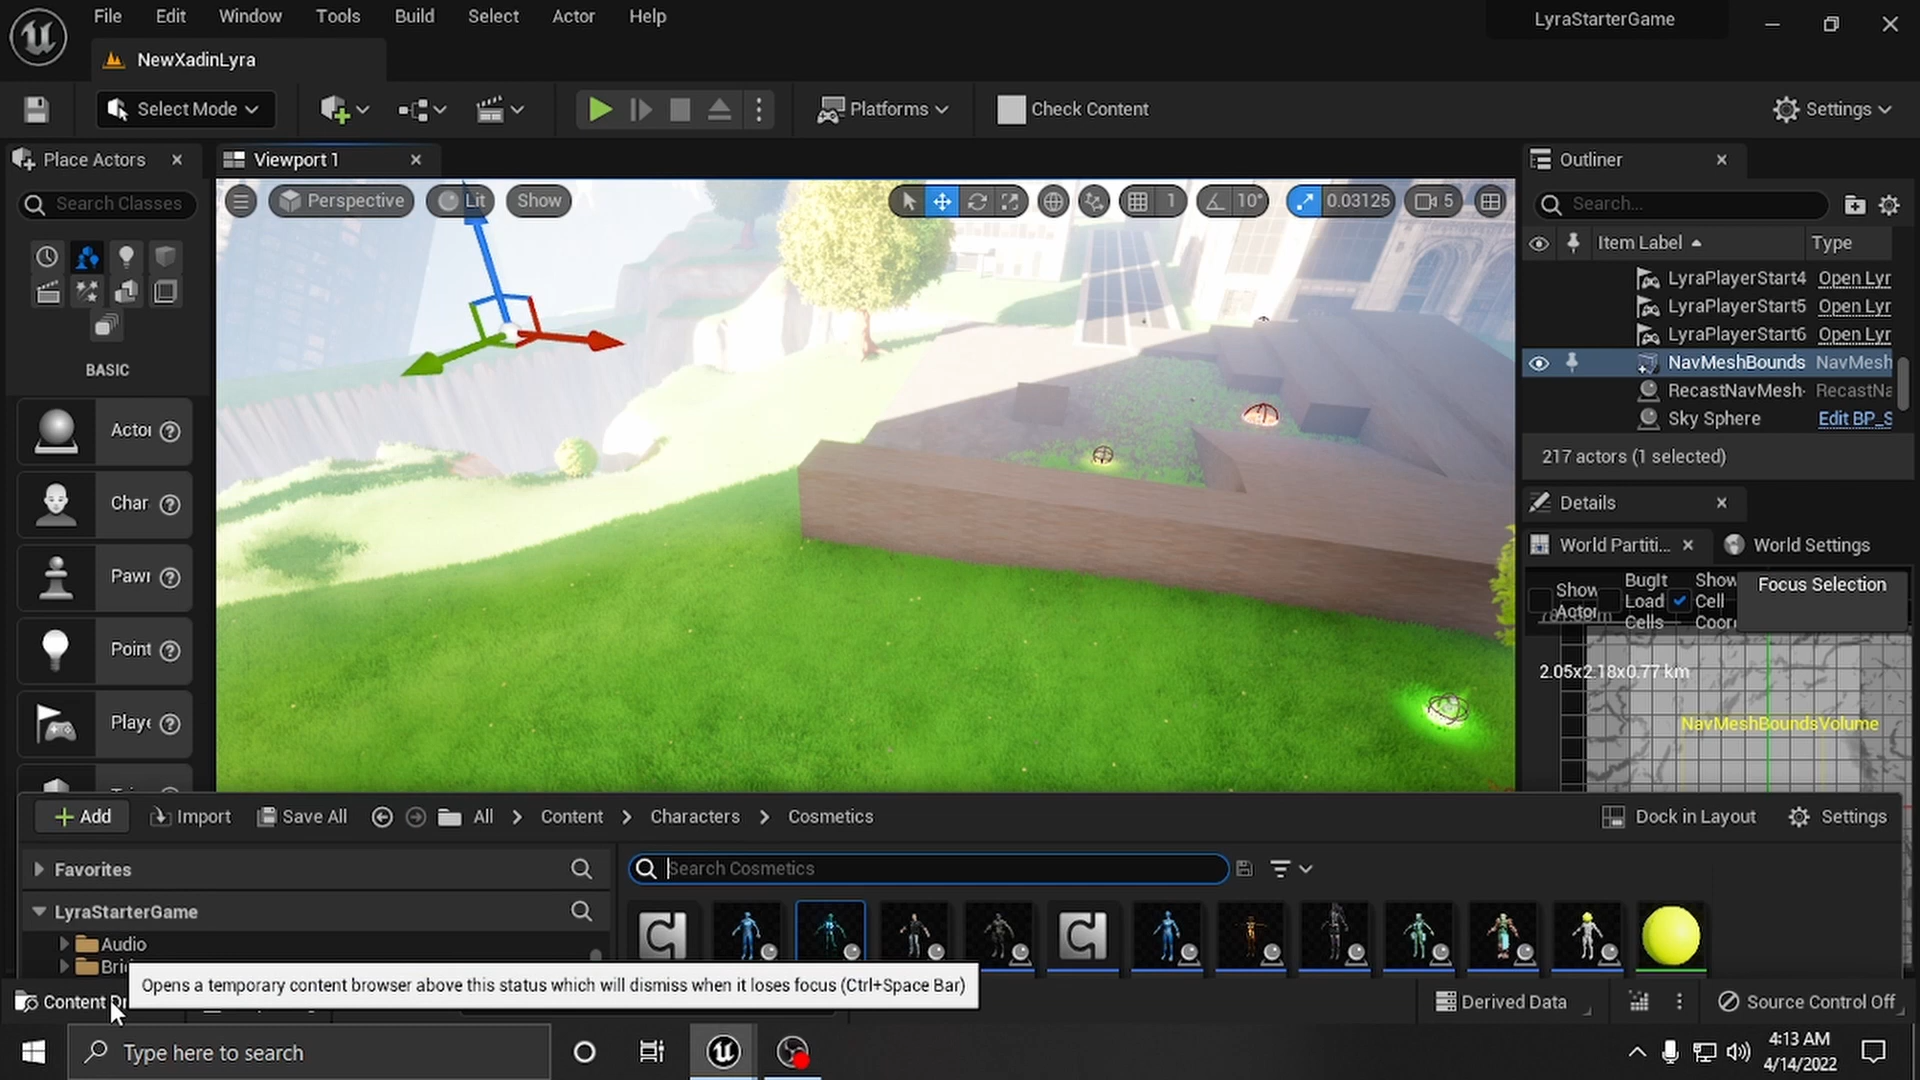 File Edit Window Tools Build Select Actor Help
LyraStarterGame
NewXadinLyra
Select Mode
Platforms
Check Content
Settings
Place Actors
Viewport 1
Outliner
Search Classes
Perspective
Lit
Show
1
10°
0.03125
5
Search...
Item Label
Type
LyraPlayerStart4 Open Lyr
LyraPlayerStart5 Open Lyr
LyraPlayerStart6 Open Lyr
NavMeshBounds NavMesh
RecastNavMesh- RecastNa
Sky Sphere Edit BP_S
217 actors (1 selected)
BASIC
Acto
Char
Pawn
Point
Playe
Details
World Partiti...
World Settings
Show Actor
BugIt Load Cells
Show Cell Coor
Focus Selection
2.05x2.18x0.77 km
NavMeshBoundsVolume
Add
Import
Save All
All
Content
Characters
Cosmetics
Dock in Layout
Settings
Favorites
Search Cosmetics
LyraStarterGame
Audio
Bri
Opens a temporary content browser above this status which will dismiss when it loses focus (Ctrl+Space Bar)
Content Dr
Derived Data
Source Control Off
Type here to search
4:13 AM
4/14/2022